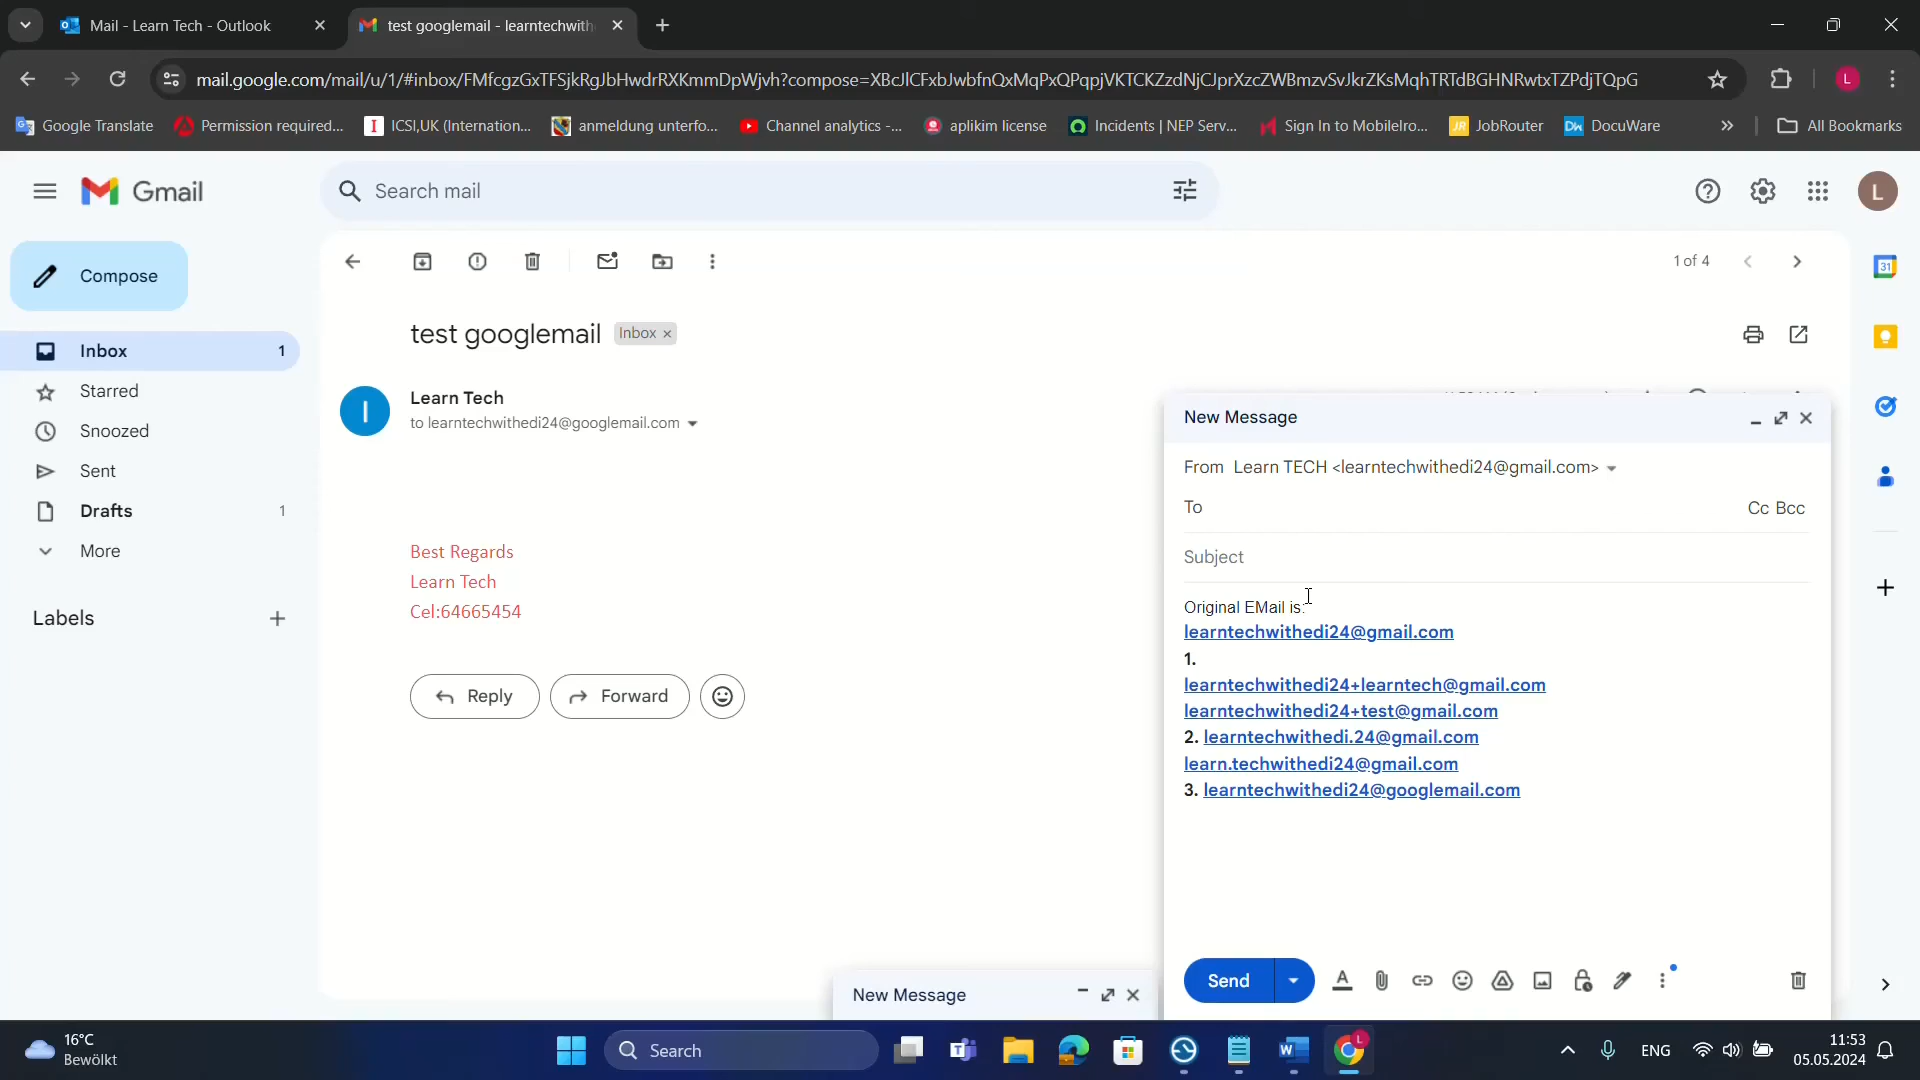 Mail - Learn Tech - Outlook
test googlemail - learntechwith
mail.google.com/mail/u/1/#inbox/FMfcgzGxTFSjkRgJbHwdrRXKmmDpWjvh?compose=XBcJlCFxbJwbfnQxMqPxQPqpjVKTCKZzdNjCJprXzcZWBmzvSvJkrZKsMqhTRTdBGHNRwtxTZPdjTQpG
L
Google Translate
Permission required...
ICSI,UK (Internation...
anmeldung unterfo...
Channel analytics -...
aplikim license
Incidents | NEP Serv...
Sign In to MobileIro...
JobRouter
DocuWare
All Bookmarks
Gmail
Search mail
L
Compose
1 of 4
31
test googlemail
Inbox ×
Inbox 1
Starred
Snoozed
Sent
Drafts 1
More
Labels
l
Learn Tech
to learntechwithedi24@googlemail.com
Best Regards
Learn Tech
Cel:64665454
Reply
Forward
New Message
From Learn TECH <learntechwithedi24@gmail.com>
To
Cc Bcc
Subject
Original EMail is:
learntechwithedi24@gmail.com
1.
learntechwithedi24+learntech@gmail.com
learntechwithedi24+test@gmail.com
2. learntechwithedi.24@gmail.com
learn.techwithedi24@gmail.com
3. learntechwithedi24@googlemail.com
Send
New Message
16°C
Bewölkt
Search
ENG
11:53
05.05.2024